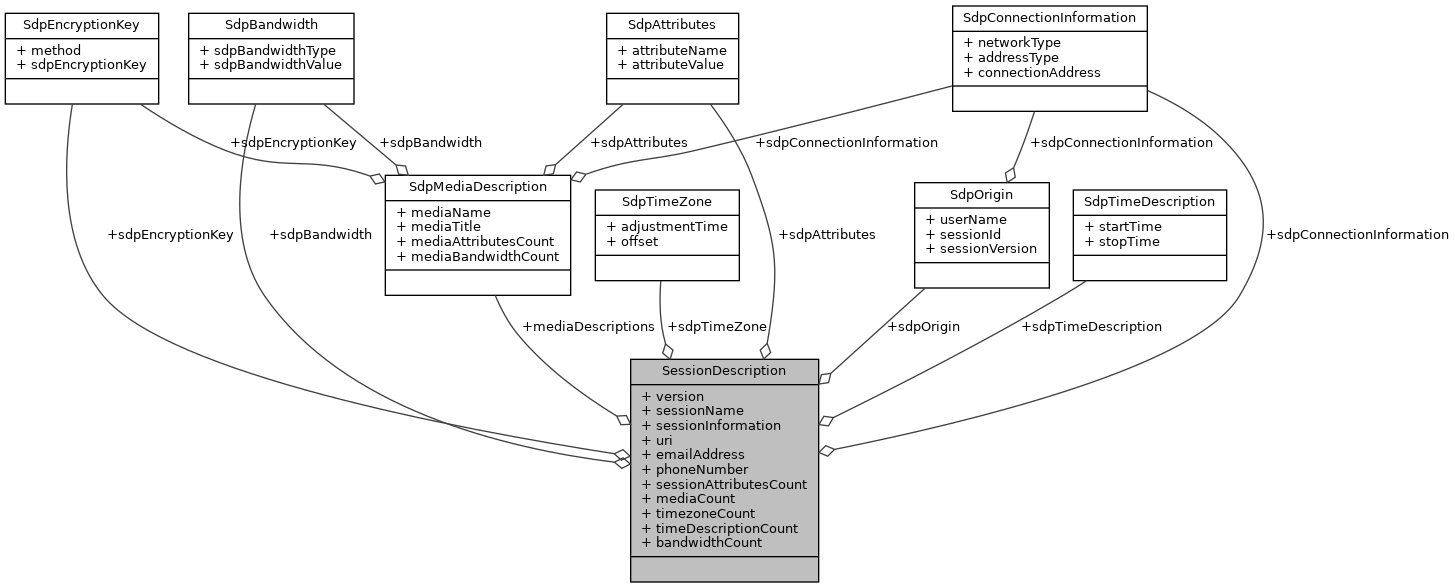 SdpEncryptionKey
+ method
+ sdpEncryptionKey
SdpBandwidth
+ sdpBandwidthType
+ sdpBandwidthValue
SdpAttributes
+ attributeName
+ attributeValue
SdpConnectionInformation
+ networkType
+ addressType
+ connectionAddress
+sdpEncryptionKey
+sdpBandwidth
+sdpAttributes
+sdpConnectionInformation
+sdpConnectionInformation
SdpMediaDescription
+ mediaName
+ mediaTitle
+ mediaAttributesCount
+ mediaBandwidthCount
SdpTimeZone
+ adjustmentTime
+ offset
SdpOrigin
+ userName
+ sessionId
+ sessionVersion
SdpTimeDescription
+ startTime
+ stopTime
+sdpEncryptionKey
+sdpBandwidth
+sdpAttributes
+sdpConnectionInformation
+mediaDescriptions
+sdpTimeZone
+sdpOrigin
+sdpTimeDescription
SessionDescription
+ version
+ sessionName
+ sessionInformation
+ uri
+ emailAddress
+ phoneNumber
+ sessionAttributesCount
+ mediaCount
+ timezoneCount
+ timeDescriptionCount
+ bandwidthCount